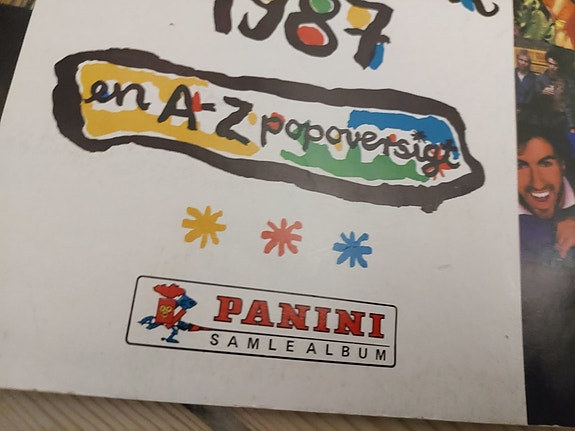 1987
en A-Z popoversigt
PANINI
SAMLEALBUM